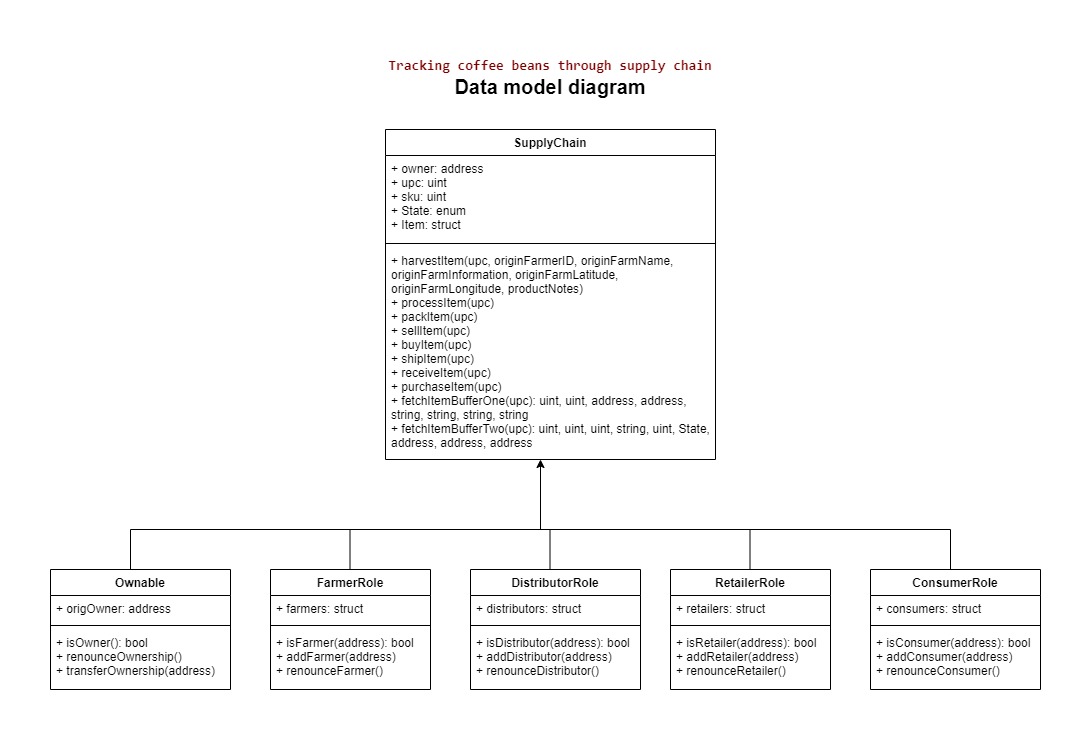 Tracking coffee beans through supply chain
Data model diagram
SupplyChain
+ owner: address
+ upc: uint
+ sku: uint
+ State: enum
+ Item: struct
+ harvestItem(upc, originFarmerID, originFarmName,
originFarmInformation, originFarmLatitude,
originFarmLongitude, productNotes)
+ processItem(upc)
+ packItem(upc)
+ sellItem(upc)
+ buyItem(upc)
+ shipItem(upc)
+ receiveItem(upc)
+ purchaseItem(upc)
+ fetchItemBufferOne(upc): uint, uint, address, address,
string, string, string, string
+ fetchItemBufferTwo(upc): uint, uint, uint, string, uint, State,
address, address, address
Ownable
+ origOwner: address
+ isOwner(): bool
+ renounceOwnership()
+ transferOwnership(address)
FarmerRole
+ farmers: struct
+ isFarmer(address): bool
+ addFarmer(address)
+ renounceFarmer()
DistributorRole
+ distributors: struct
+ isDistributor(address): bool
+ addDistributor(address)
+ renounceDistributor()
RetailerRole
+ retailers: struct
+ isRetailer(address): bool
+ addRetailer(address)
+ renounceRetailer()
ConsumerRole
+ consumers: struct
+ isConsumer(address): bool
+ addConsumer(address)
+ renounceConsumer()